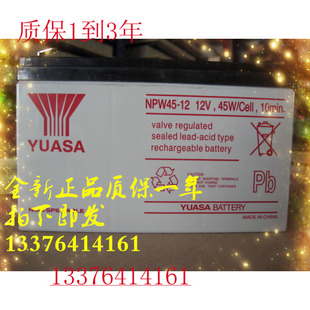 质保1到3年
NPW45-12 12V, 45W/Cell, 10min.
valve regulated
sealed lead-acid type
rechargeable battery
YUASA
全新正品质保一年
拍下即发
13376414161
Pb
YUASA BATTERY
MADE IN CHINA
13376414161